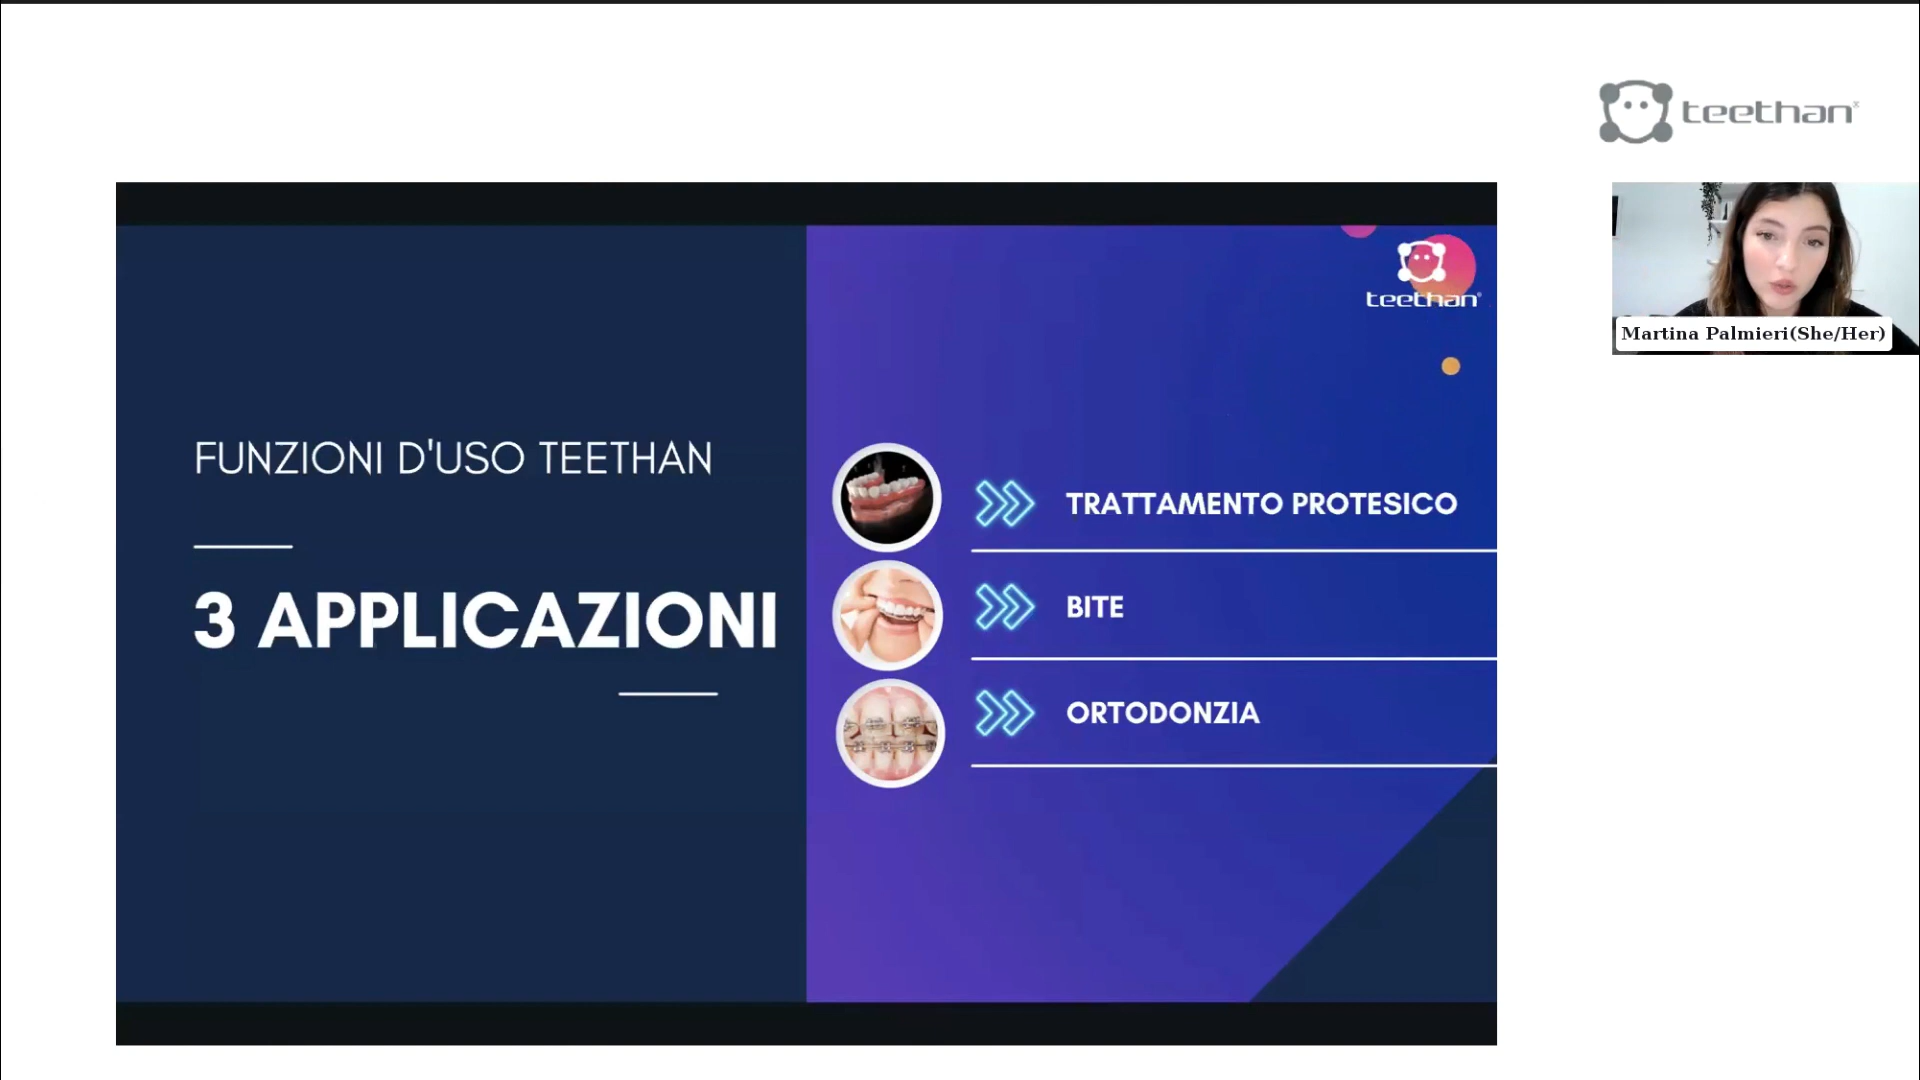 teethan
teethan
FUNZIONI D'USO TEETHAN
3 APPLICAZIONI
TRATTAMENTO PROTESICO
BITE
ORTODONZIA
Martina Palmieri(She/Her)